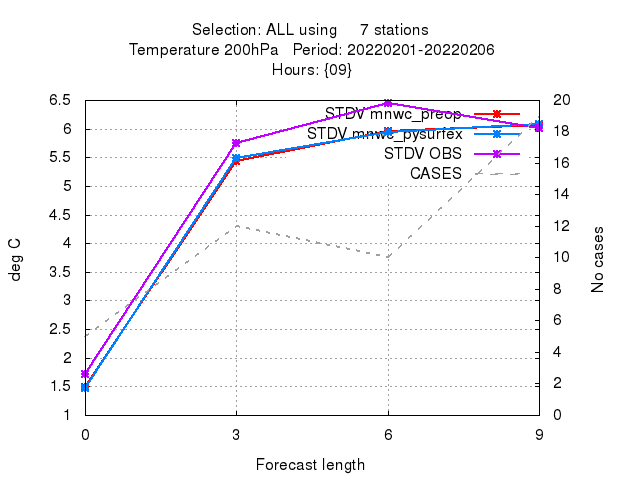 Selection: ALL using 7 stations
Temperature 200hPa Period: 20220201-20220206
Hours: {09}
STDV mnwc_preop
STDV mnwc_pysurfex
STDV OBS
CASES
6.5
6
5.5
5
4.5
4
3.5
3
2.5
2
1.5
1
20
18
16
14
12
10
8
6
4
2
0
deg C
No cases
0 3 6 9
Forecast length